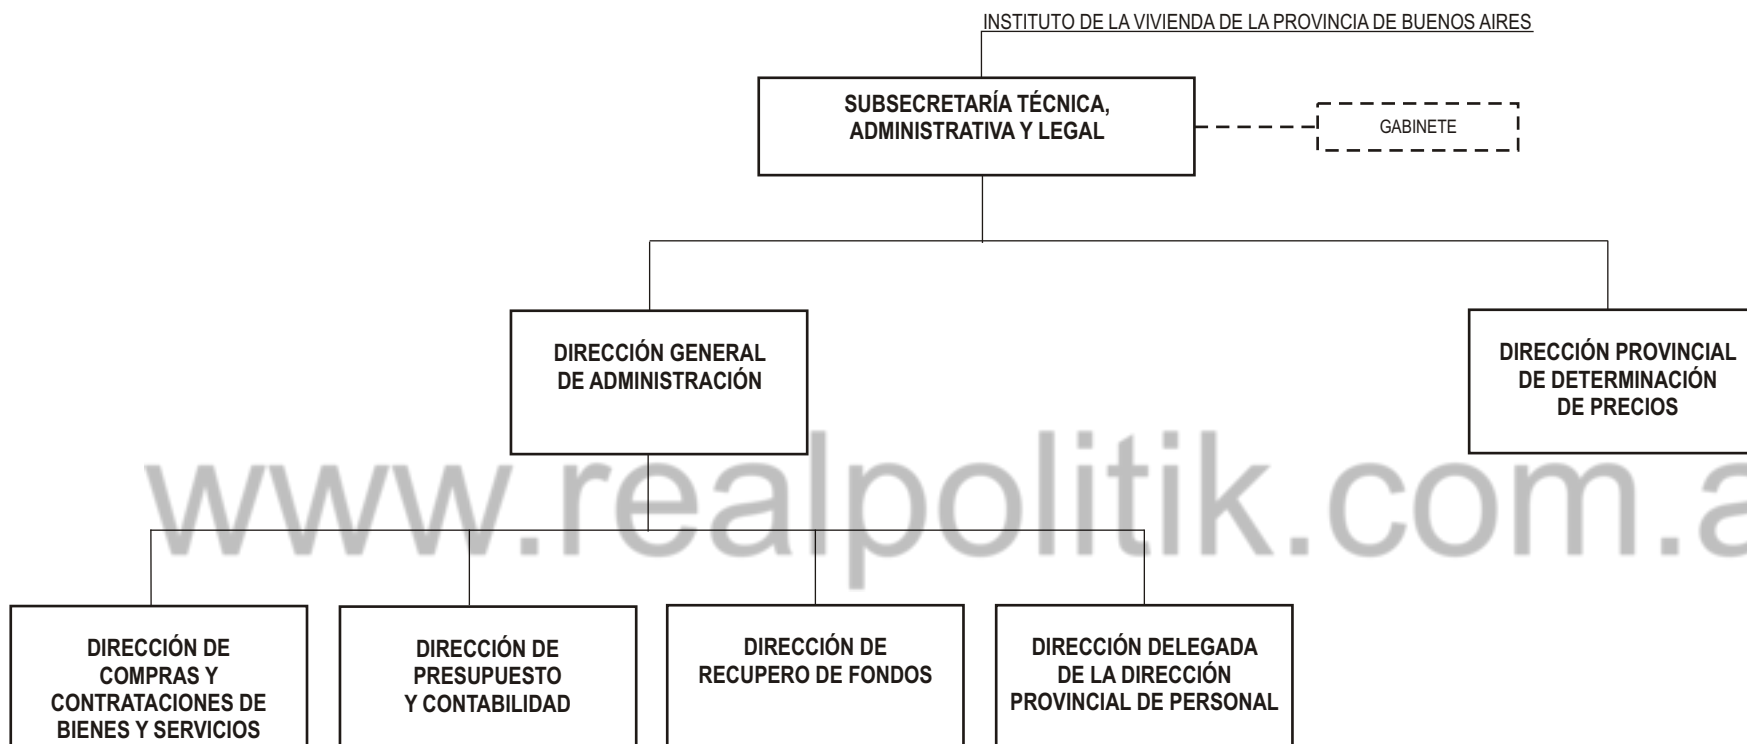 INSTITUTO DE LA VIVIENDA DE LA PROVINCIA DE BUENOS AIRES
SUBSECRETARÍA TÉCNICA,
ADMINISTRATIVA Y LEGAL
GABINETE
DIRECCIÓN GENERAL
DE ADMINISTRACIÓN
DIRECCIÓN PROVINCIAL
DE DETERMINACIÓN
DE PRECIOS
www.realpolitik.com.a
DIRECCIÓN DE
COMPRAS Y
CONTRATACIONES DE
BIENES Y SERVICIOS
DIRECCIÓN DE
PRESUPUESTO
Y CONTABILIDAD
DIRECCIÓN DE
RECUPERO DE FONDOS
DIRECCIÓN DELEGADA
DE LA DIRECCIÓN
PROVINCIAL DE PERSONAL